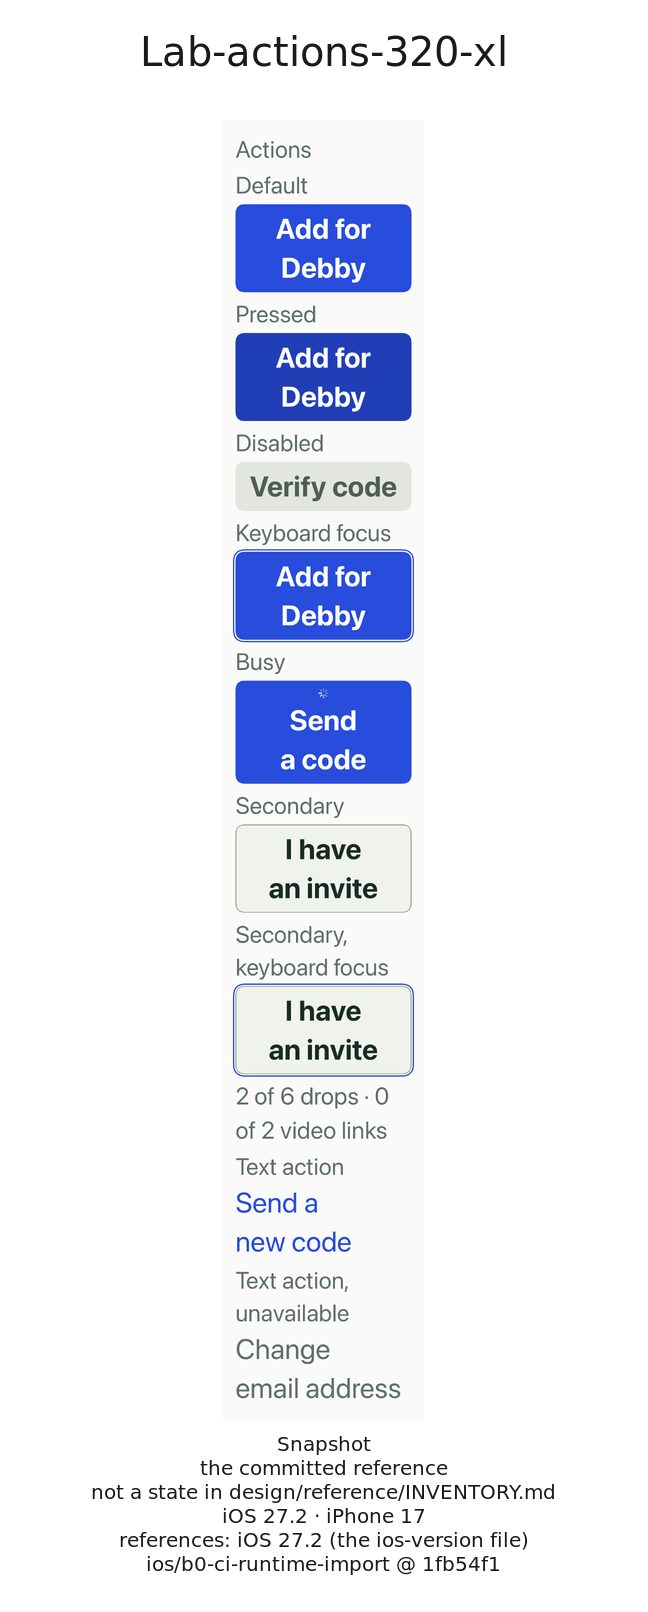 Lab-actions-320-xl
Actions
Default
Add for
Debby
Pressed
Add for
Debby
Disabled
Verify code
Keyboard focus
Add for
Debby
Busy
Send
a code
Secondary
I have
an invite
Secondary,
keyboard focus
I have
an invite
2 of 6 drops · 0
of 2 video links
Text action
Send a
new code
Text action,
unavailable
Change
email address
Snapshot
the committed reference
not a state in design/reference/INVENTORY.md
iOS 27.2 · iPhone 17
references: iOS 27.2 (the ios-version file)
ios/b0-ci-runtime-import @ 1fb54f1